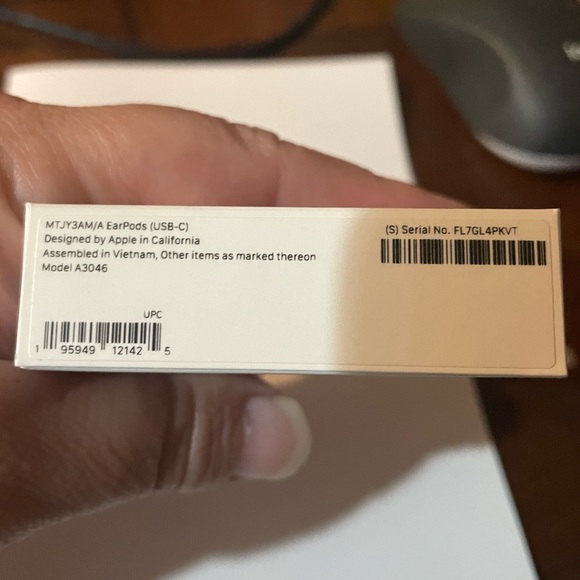 MTJY3AM/A EarPods (USB-C)
Designed by Apple in California
Assembled in Vietnam, Other items as marked thereon
Model A3046
(S) Serial No. FL7GL4PKVT
UPC
1 95949 12142 5